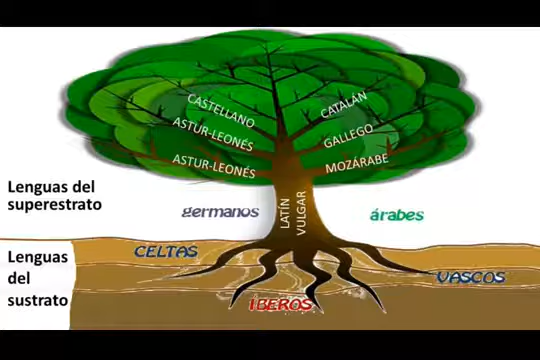 CASTELLANO
CATALÁN
ASTUR-LEONÉS
GALLEGO
ASTUR-LEONÉS
MOZÁRABE
Lenguas del
superestrato
germanos
LATÍN
VULGAR
árabes
Lenguas
del
sustrato
CELTAS
VASCOS
ÍBEROS